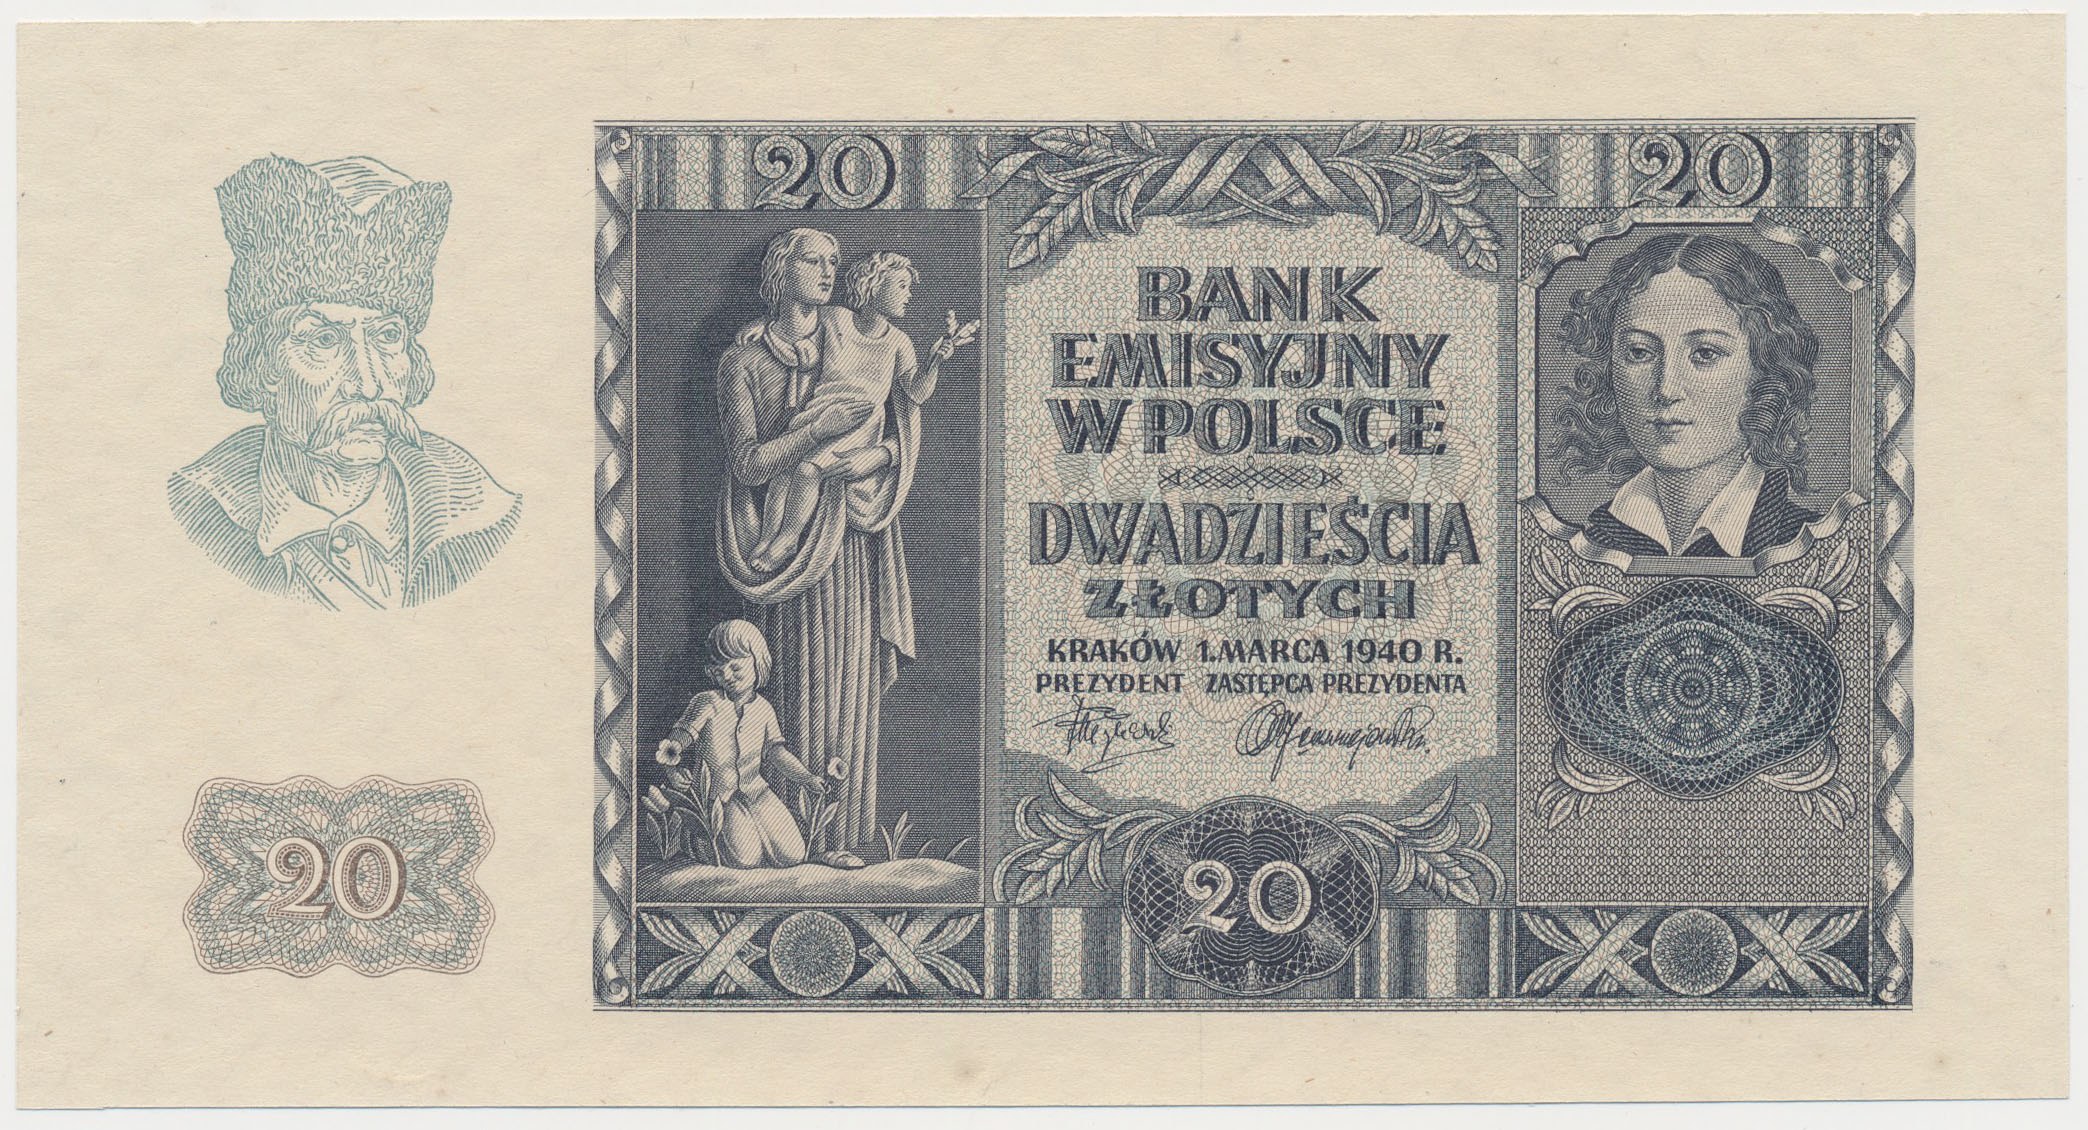 20
20
BANK
EMISYJNY
W POLSCE
DWADZIEŚCIA
ZŁOTYCH
KRAKÓW 1. MARCA 1940 R.
PREZYDENT ZASTĘPCA PREZYDENTA
20
20